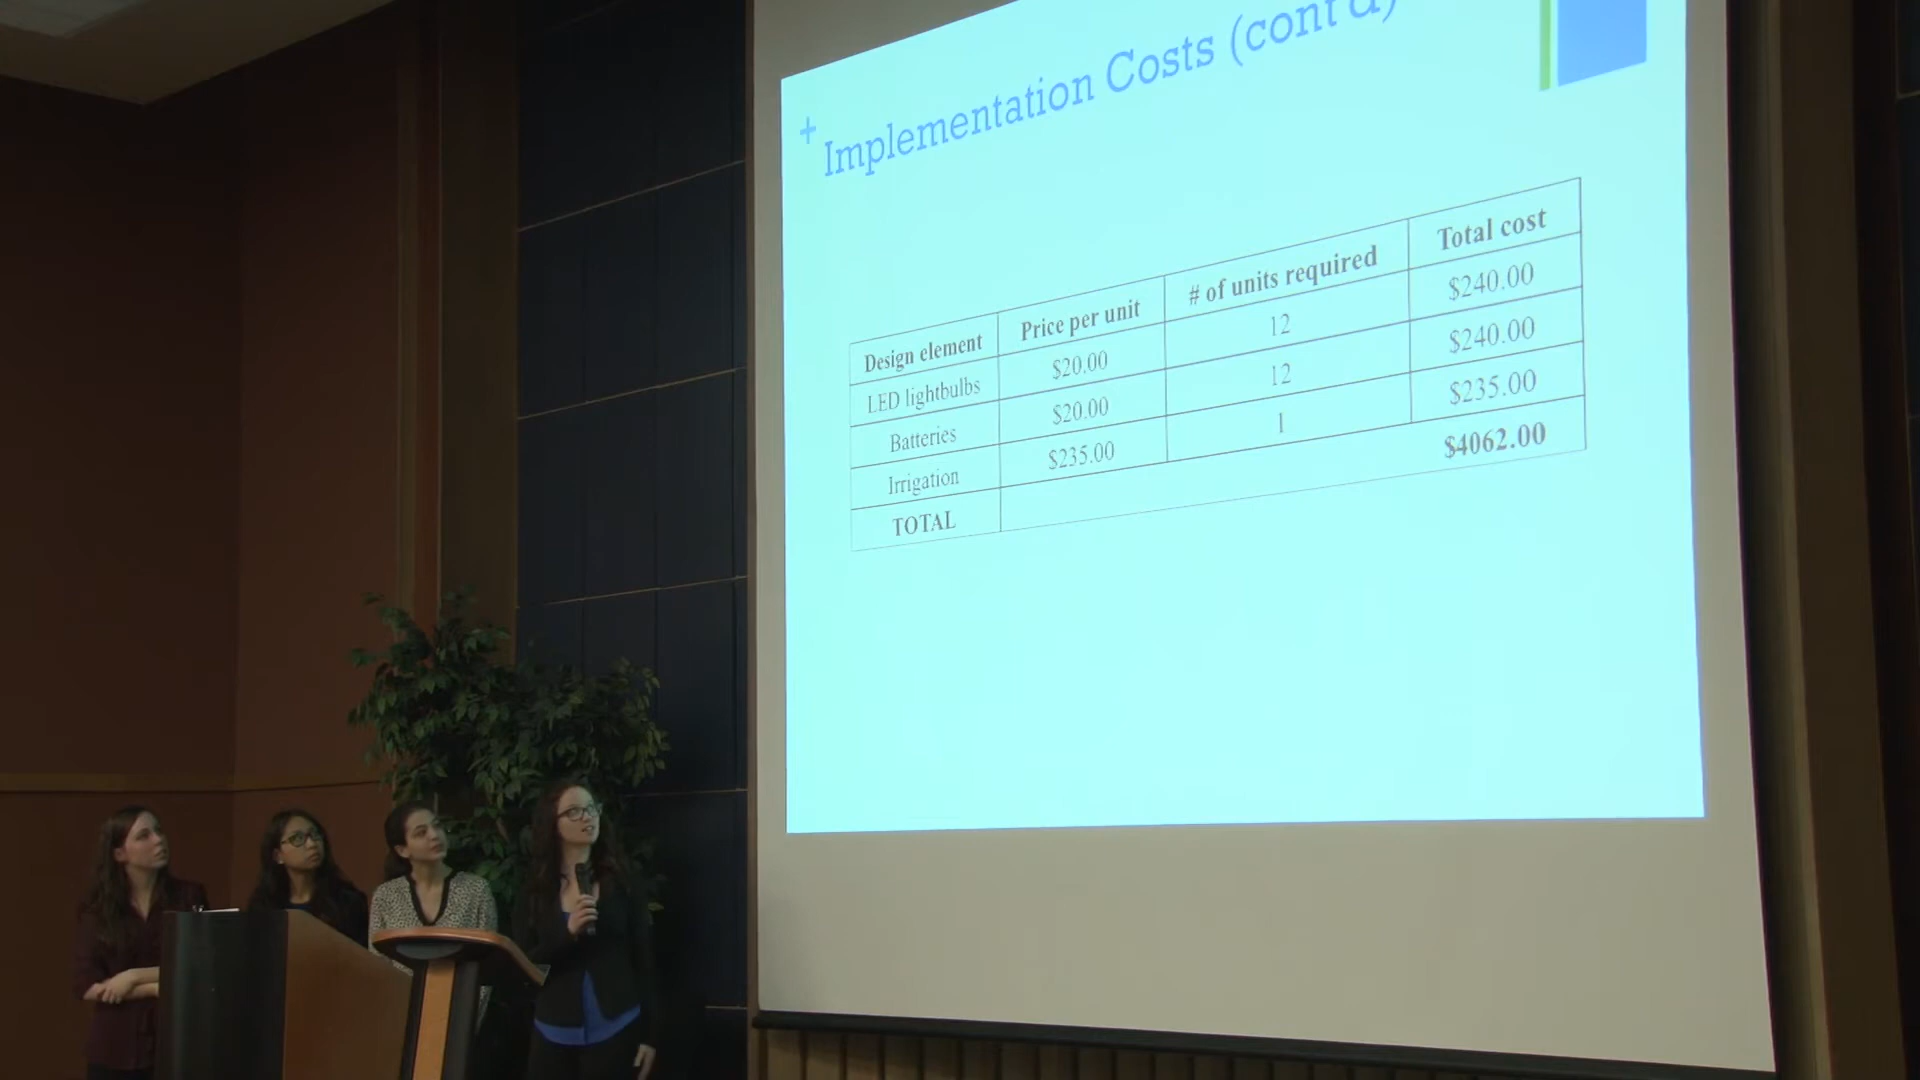 +
Implementation Costs (cont'd)
Design element Price per unit # of units required Total cost
LED lightbulbs $20.00 12 $240.00
Batteries $20.00 12 $240.00
Irrigation $235.00 1 $235.00
TOTAL $4062.00